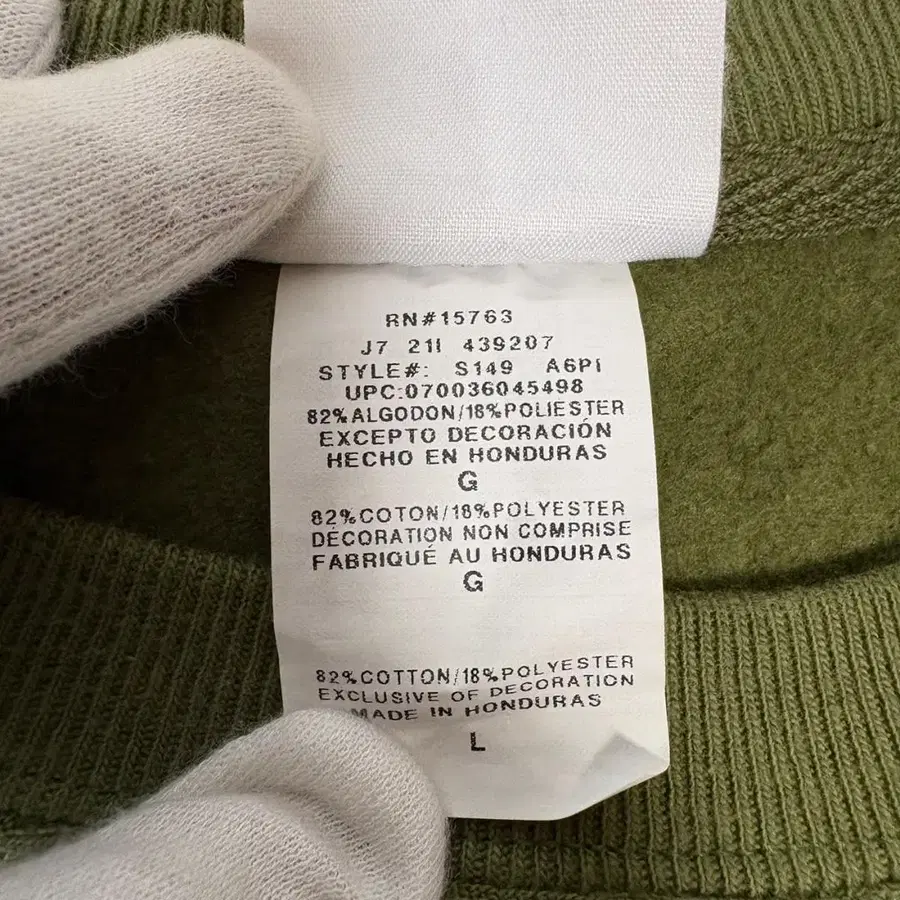 RN#15763
J7 21I 439207
STYLE#: S149 A6PI
UPC:070036045498
82%ALGODON/18%POLIESTER
EXCEPTO DECORACIÓN
HECHO EN HONDURAS
G
82%COTON/18%POLYESTER
DÉCORATION NON COMPRISE
FABRIQUÉ AU HONDURAS
G
82%COTTON/18%POLYESTER
EXCLUSIVE OF DECORATION
MADE IN HONDURAS
L